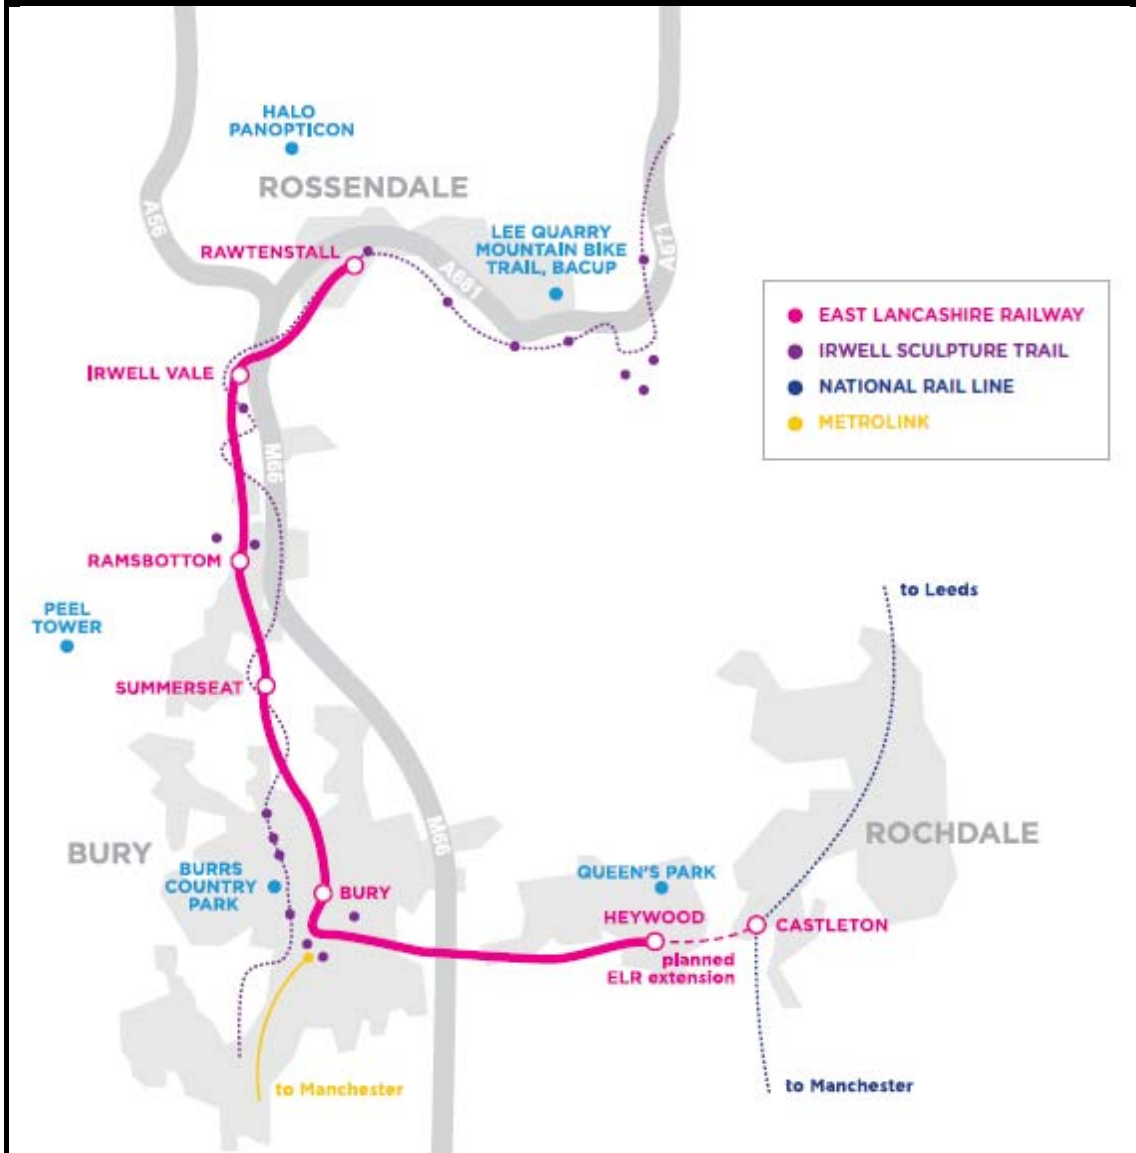 HALO
PANOPTICON
ROSSENDALE
A56
RAWTENSTALL
LEE QUARRY
MOUNTAIN BIKE
TRAIL, BACUP
A681
A671
EAST LANCASHIRE RAILWAY
IRWELL SCULPTURE TRAIL
NATIONAL RAIL LINE
METROLINK
IRWELL VALE
M66
RAMSBOTTOM
to Leeds
PEEL
TOWER
SUMMERSEAT
M66
ROCHDALE
BURY
BURRS
COUNTRY
PARK
BURY
QUEEN'S PARK
HEYWOOD
CASTLETON
planned
ELR extension
to Manchester
to Manchester